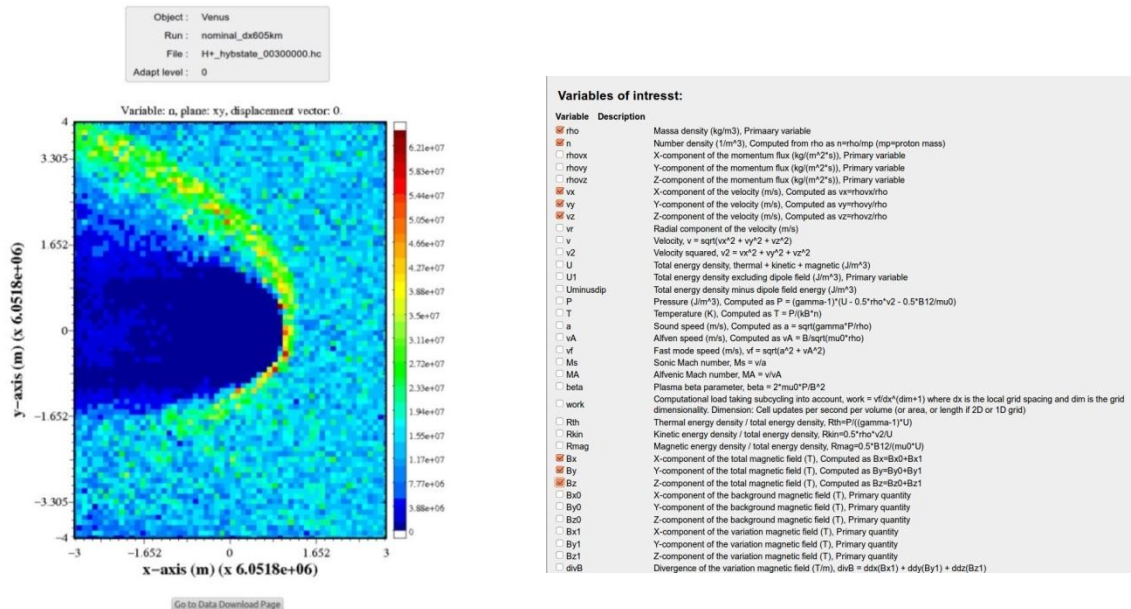 Object : Venus
Run : nominal_dx605km
File : H+_hybstate_00300000.hc
Adapt level : 0
Variable: n, plane: xy, displacement vector: 0.
4
3.305
1.652
0
-1.652
-3.305
-4
y-axis (m) (x 6.0518e+06)
-3
-1.652
0
1.652
3
x-axis (m) (x 6.0518e+06)
6.21e+07
5.44e+07
5.05e+07
4.66e+07
4.27e+07
3.88e+07
3.49e+07
3.11e+07
2.72e+07
2.33e+07
1.94e+07
1.55e+07
1.16e+07
7.77e+06
3.88e+06
0
Go to Data Download Page
Variables of intresst:
Variable Description
rho Massa density (kg/m3), Primaary variable
n Number density (1/m^3), Computed from rho as n=rho/mp (mp=proton mass)
rhovx X-component of the momentum flux (kg/(m^2*s)), Primary variable
rhovy Y-component of the momentum flux (kg/(m^2*s)), Primary variable
rhovz Z-component of the momentum flux (kg/(m^2*s)), Primary variable
vx X-component of the velocity (m/s), Computed as vx=rhovx/rho
vy Y-component of the velocity (m/s), Computed as vy=rhovy/rho
vz Z-component of the velocity (m/s), Computed as vz=rhovz/rho
vr Radial component of the velocity (m/s)
v Velocity, v = sqrt(vx^2 + vy^2 + vz^2)
v2 Velocity squared, v2 = vx^2 + vy^2 + vz^2
U Total energy density, thermal + kinetic + magnetic (J/m^3)
U1 Total energy density excluding dipole field (J/m^3), Primary variable
Uminusdip Total energy density minus dipole field energy (J/m^3)
P Pressure (J/m^3), Computed as P = (gamma-1)*(U - 0.5*rho*v2 - 0.5*B12/mu0)
T Temperature (K), Computed as T = P/(kB*n)
a Sound speed (m/s), Computed as a = sqrt(gamma*P/rho)
vA Alfven speed (m/s), Computed as vA = B/sqrt(mu0*rho)
vf Fast mode speed (m/s), vf = sqrt(a^2 + vA^2)
Ms Sonic Mach number, Ms = v/a
MA Alfvenic Mach number, MA = v/vA
beta Plasma beta parameter, beta = 2*mu0*P/B^2
work Computational load taking subcycling into account, work = vf/dx^(dim+1) where dx is the local grid spacing and dim is the grid
dimensionality. Dimension: Cell updates per second per volume (or area, or length if 2D or 1D grid)
Rth Thermal energy density / total energy density, Rth=P/((gamma-1)*U)
Rkin Kinetic energy density / total energy density, Rkin=0.5*rho*v2/U
Rmag Magnetic energy density / total energy density, Rmag=0.5*B12/(mu0*U)
Bx X-component of the total magnetic field (T), Computed as Bx=Bx0+Bx1
By Y-component of the total magnetic field (T), Computed as By=By0+By1
Bz Z-component of the total magnetic field (T), Computed as Bz=Bz0+Bz1
Bx0 X-component of the background magnetic field (T), Primary quantity
By0 Y-component of the background magnetic field (T), Primary quantity
Bz0 Z-component of the background magnetic field (T), Primary quantity
Bx1 X-component of the variation magnetic field (T), Primary quantity
By1 Y-component of the variation magnetic field (T), Primary quantity
Bz1 Z-component of the variation magnetic field (T), Primary quantity
divB Divergence of the variation magnetic field (T/m), divB = ddx(Bx1) + ddy(By1) + ddz(Bz1)